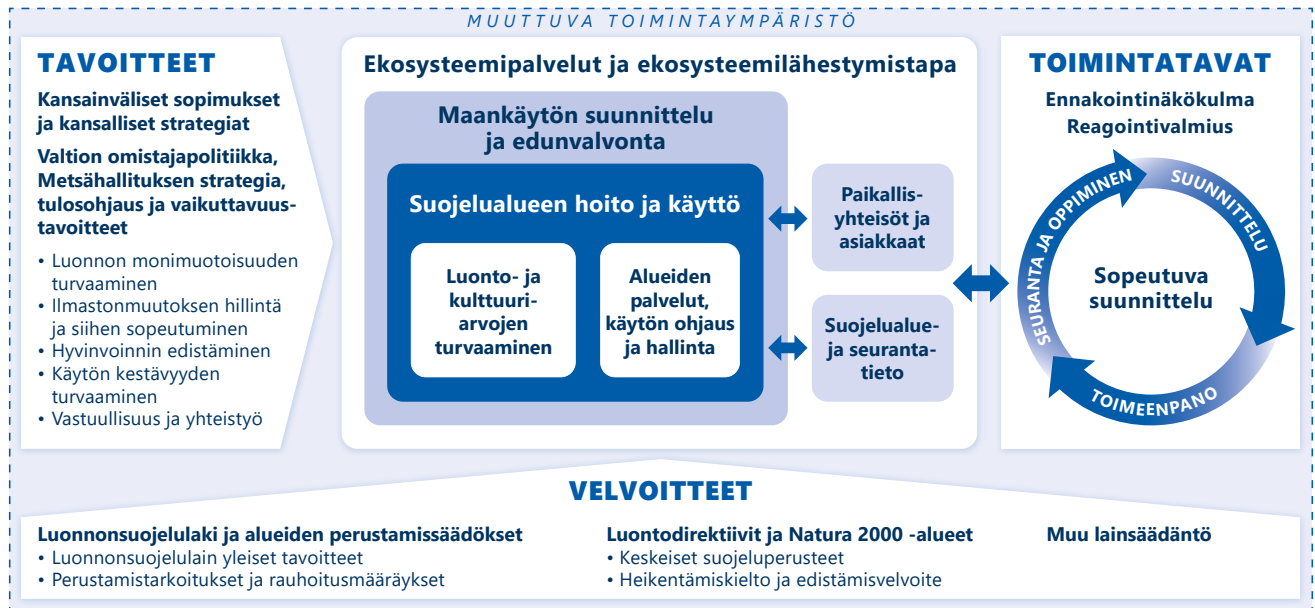 MUUTTUVA TOIMINTAYMPÄRISTÖ
TAVOITTEET
Kansainväliset sopimukset
ja kansalliset strategiat
Valtion omistajapolitiikka,
Metsähallituksen strategia,
tulosohjaus ja vaikuttavuus-
tavoitteet
• Luonnon monimuotoisuuden
turvaaminen
• Ilmastonmuutoksen hillintä
ja siihen sopeutuminen
• Hyvinvoinnin edistäminen
• Käytön kestävyyden
turvaaminen
• Vastuullisuus ja yhteistyö
Ekosysteemipalvelut ja ekosysteemilähestymistapa
Maankäytön suunnittelu
ja edunvalvonta
Suojelualueen hoito ja käyttö
Luonto- ja
kulttuuri-
arvojen
turvaaminen
Alueiden
palvelut,
käytön ohjaus
ja hallinta
Paikallis-
yhteisöt ja
asiakkaat
Suojelualue-
ja seuranta-
tieto
TOIMINTATAVAT
Ennakointinäkökulma
Reagointivalmius
SUUNNITTELU
TOIMEENPANO
SEURANTA JA OPPIMINEN
Sopeutuva
suunnittelu
VELVOITTEET
Luonnonsuojelulaki ja alueiden perustamissäädökset
• Luonnonsuojelulain yleiset tavoitteet
• Perustamistarkoitukset ja rauhoitusmääräykset
Luontodirektiivit ja Natura 2000 -alueet
• Keskeiset suojeluperusteet
• Heikentämiskielto ja edistämisvelvoite
Muu lainsäädäntö